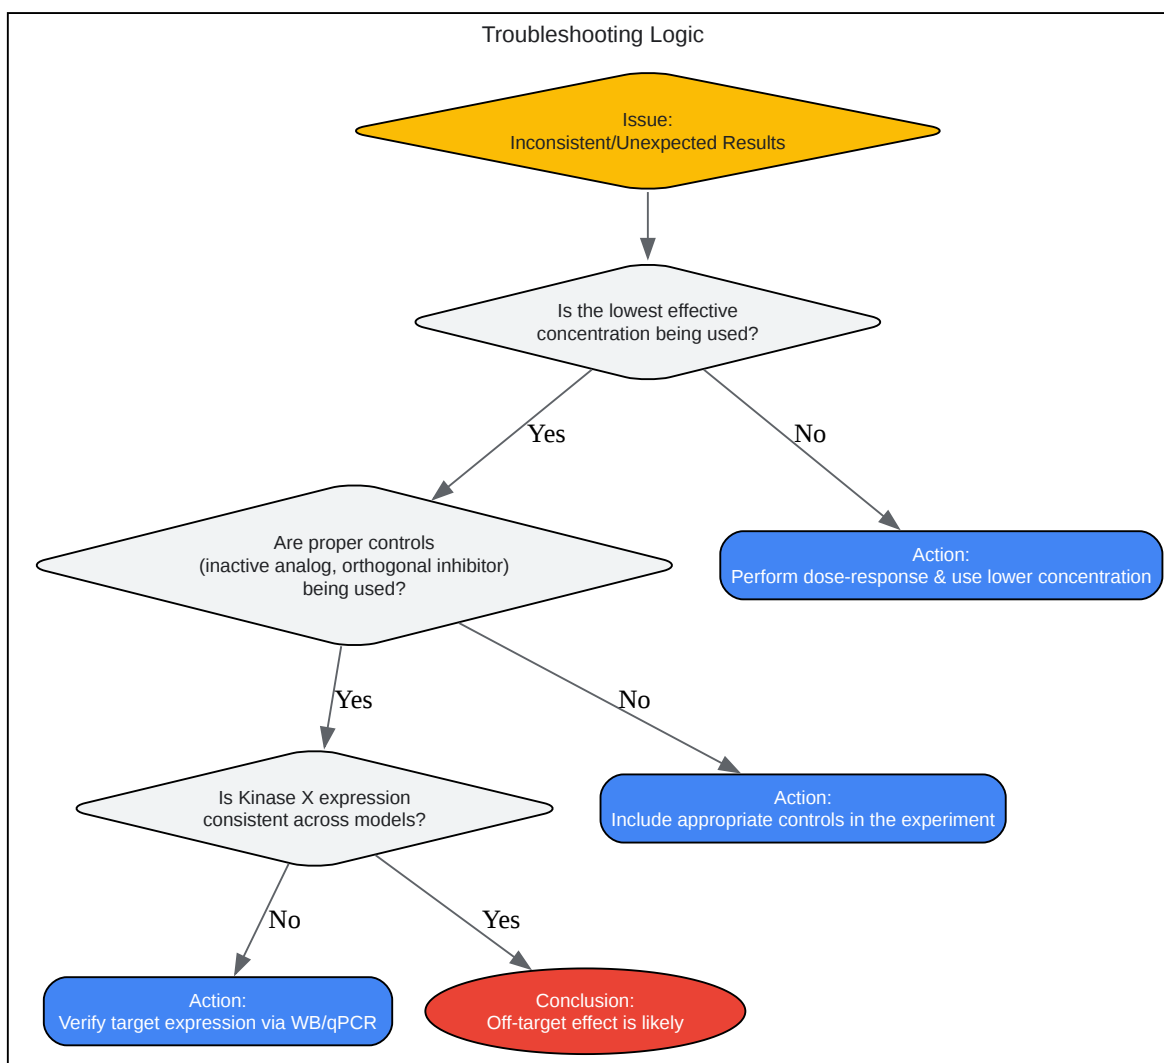 Troubleshooting Logic
Issue:
Inconsistent/Unexpected Results
Is the lowest effective
concentration being used?
Yes
No
Are proper controls
(inactive analog, orthogonal inhibitor)
being used?
Action:
Perform dose-response & use lower concentration
Yes
No
Is Kinase X expression
consistent across models?
Action:
Include appropriate controls in the experiment
No
Yes
Action:
Verify target expression via WB/qPCR
Conclusion:
Off-target effect is likely